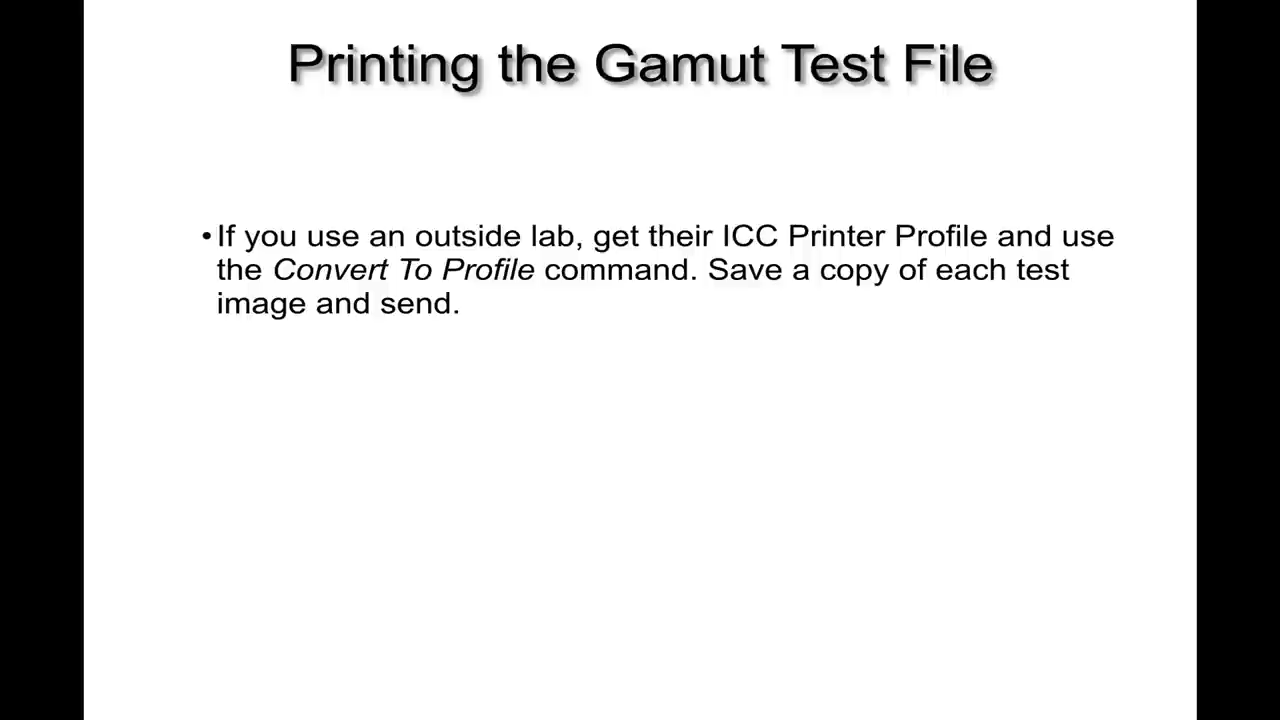 Printing the Gamut Test File
•If you use an outside lab, get their ICC Printer Profile and use
the Convert To Profile command. Save a copy of each test
image and send.